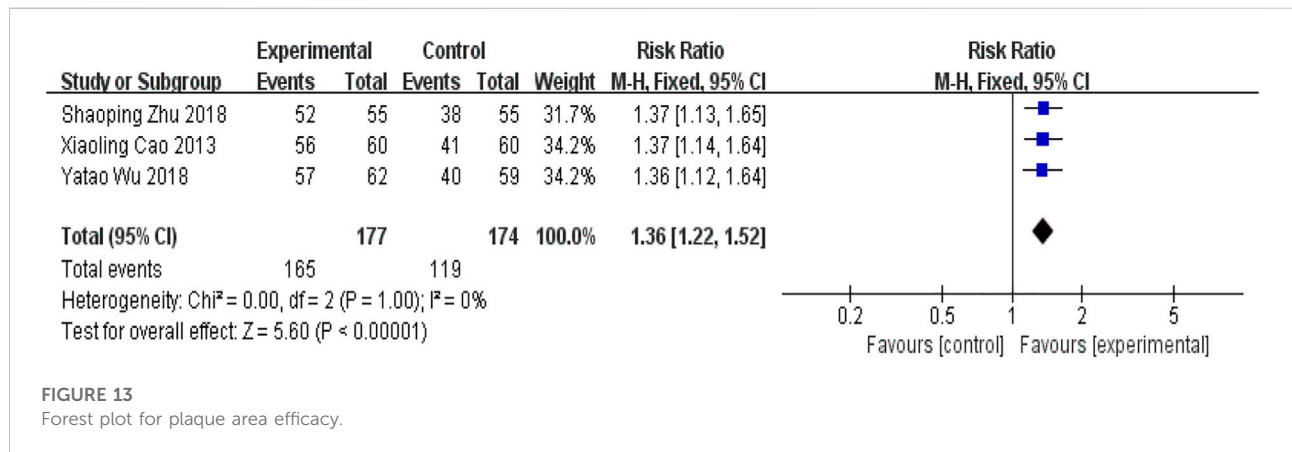 Experimental Control Risk Ratio Risk Ratio
Study or Subgroup Events Total Events Total Weight M-H, Fixed, 95% CI M-H, Fixed, 95% CI
Shaoping Zhu 2018 52 55 38 55 31.7% 1.37 [1.13, 1.65]
Xiaoling Cao 2013 56 60 41 60 34.2% 1.37 [1.14, 1.64]
Yatao Wu 2018 57 62 40 59 34.2% 1.36 [1.12, 1.64]
Total (95% CI) 177 174 100.0% 1.36 [1.22, 1.52]
Total events 165 119
Heterogeneity: Chi² = 0.00, df = 2 (P = 1.00); I² = 0%
Test for overall effect: Z = 5.60 (P < 0.00001)
0.2 0.5 1 2 5
Favours [control] Favours [experimental]
FIGURE 13
Forest plot for plaque area efficacy.